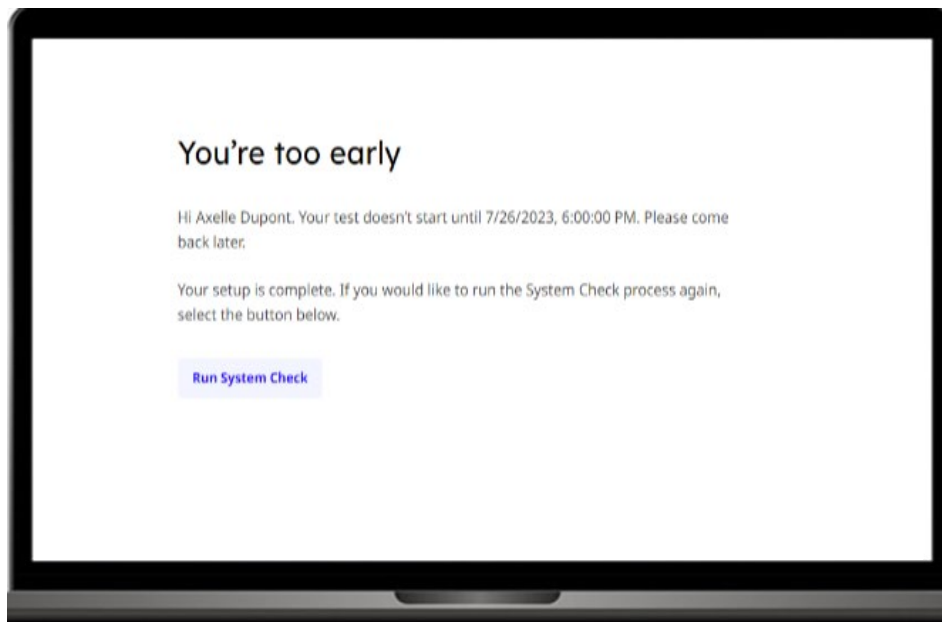 You're too early
Hi Axelle Dupont. Your test doesn't start until 7/26/2023, 6:00:00 PM. Please come
back later.
Your setup is complete. If you would like to run the System Check process again,
select the button below.
Run System Check